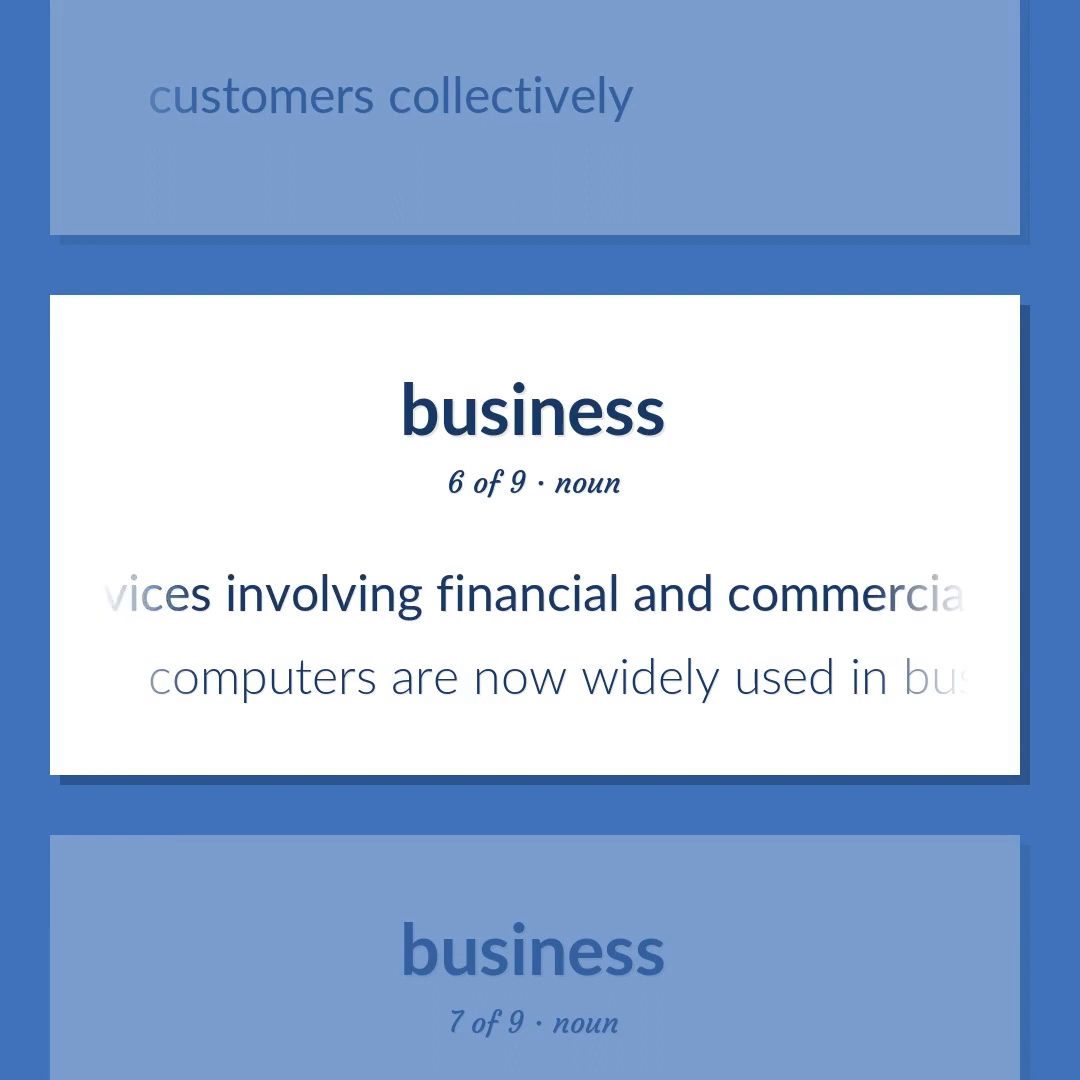 customers collectively
business
6 of 9 · noun
vices involving financial and commercia
computers are now widely used in bus
business
7 of 9 · noun